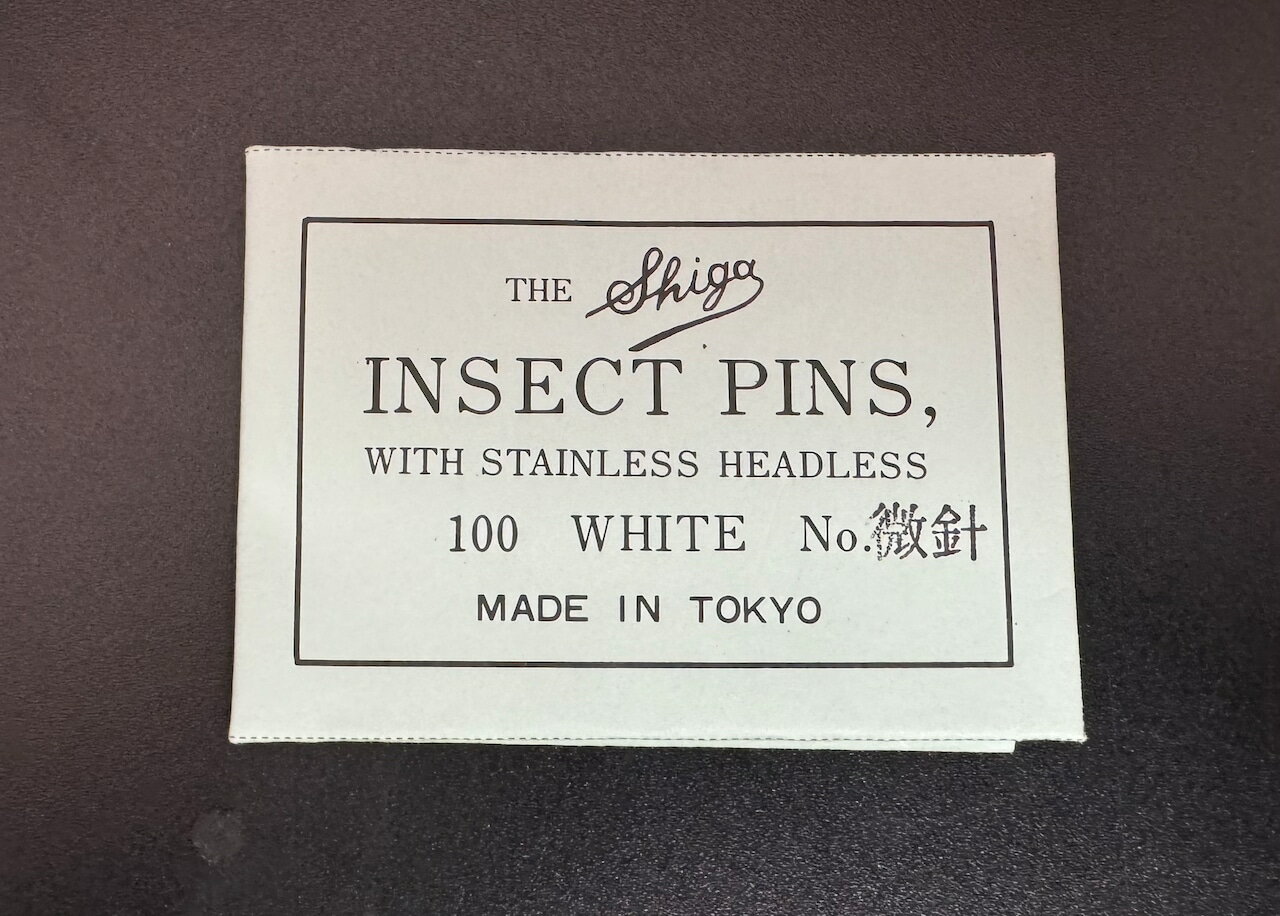 THE Shiga
INSECT PINS,
WITH STAINLESS HEADLESS
100 WHITE No.微針
MADE IN TOKYO